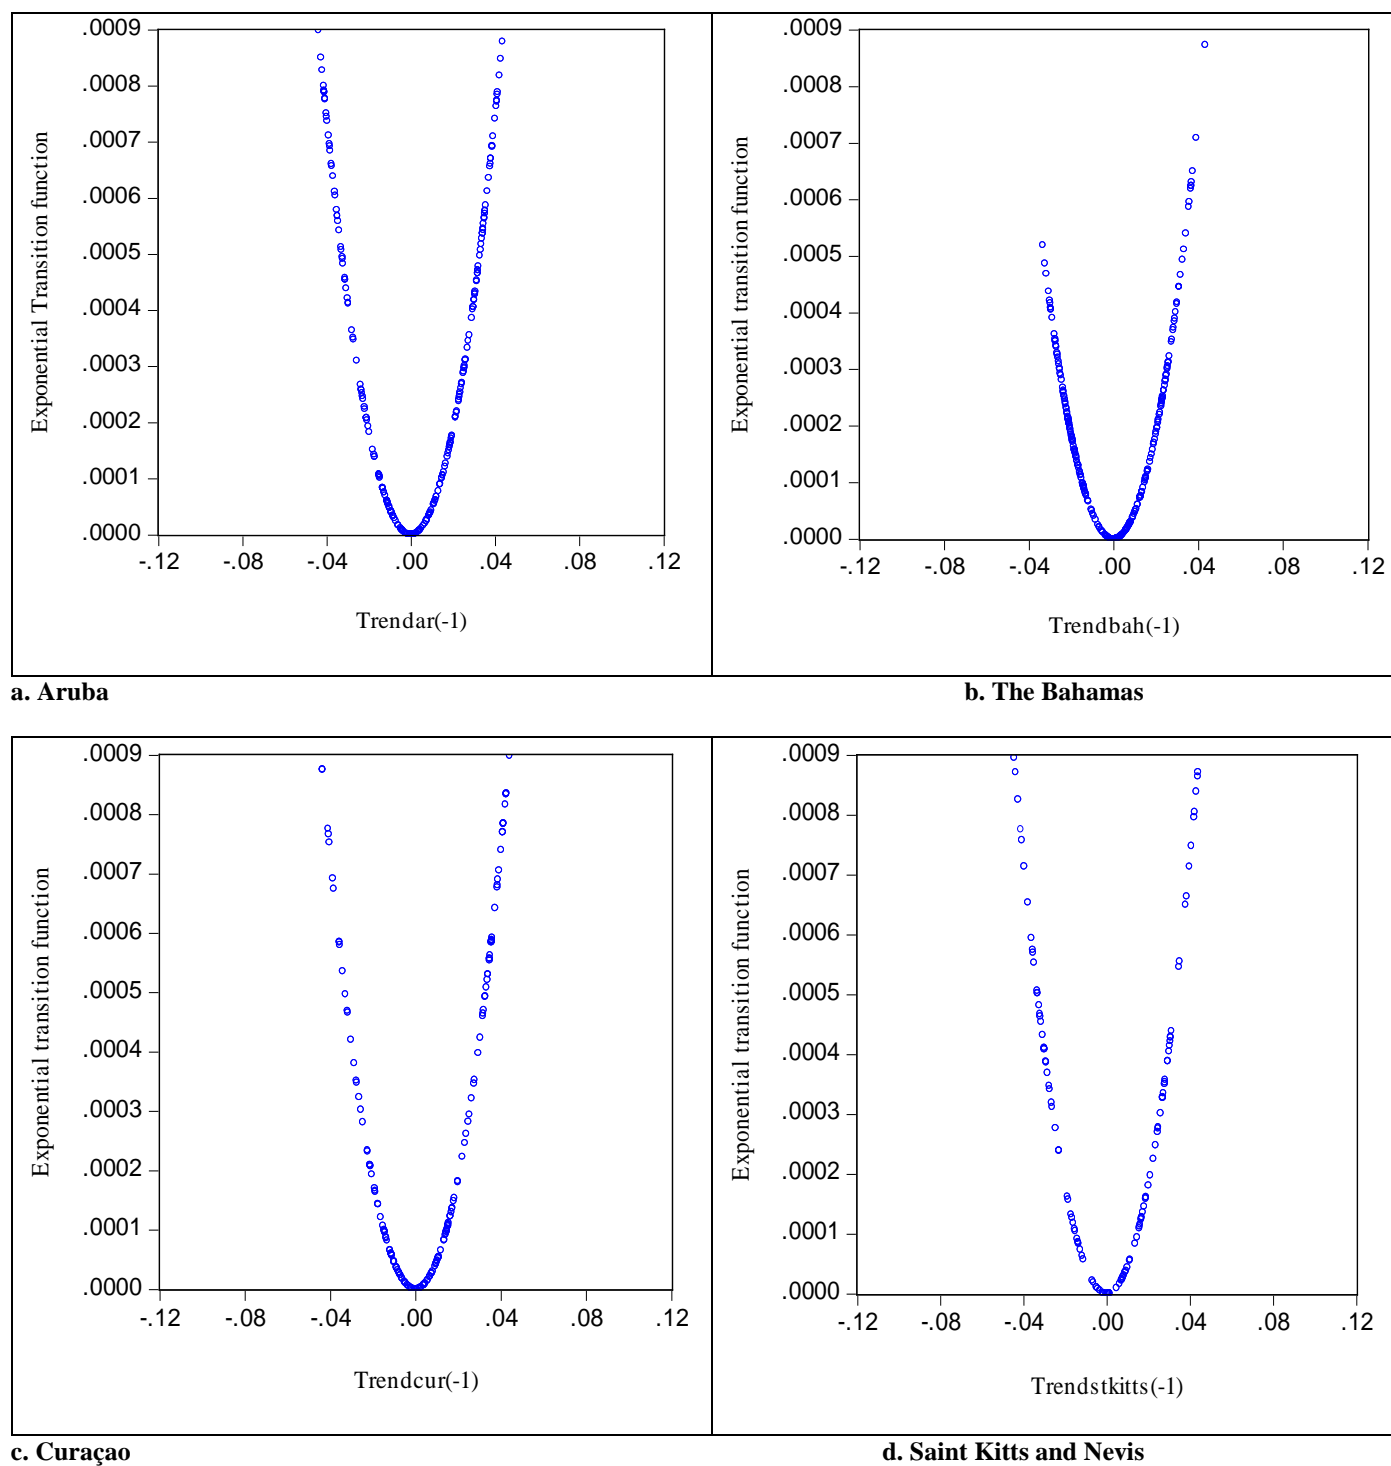 .0009
.0008
.0007
.0006
.0005
.0004
.0003
.0002
.0001
.0000
Exponential Transition function
-.12 -.08 -.04 .00 .04 .08 .12
Trendar(-1)
.0009
.0008
.0007
.0006
.0005
.0004
.0003
.0002
.0001
.0000
Exponential transition function
-.12 -.08 -.04 .00 .04 .08 .12
Trendbah(-1)
a. Aruba
b. The Bahamas
.0009
.0008
.0007
.0006
.0005
.0004
.0003
.0002
.0001
.0000
Exponential transition function
-.12 -.08 -.04 .00 .04 .08 .12
Trendcur(-1)
.0009
.0008
.0007
.0006
.0005
.0004
.0003
.0002
.0001
.0000
Exponential transition function
-.12 -.08 -.04 .00 .04 .08 .12
Trendstkitts(-1)
c. Curaçao
d. Saint Kitts and Nevis